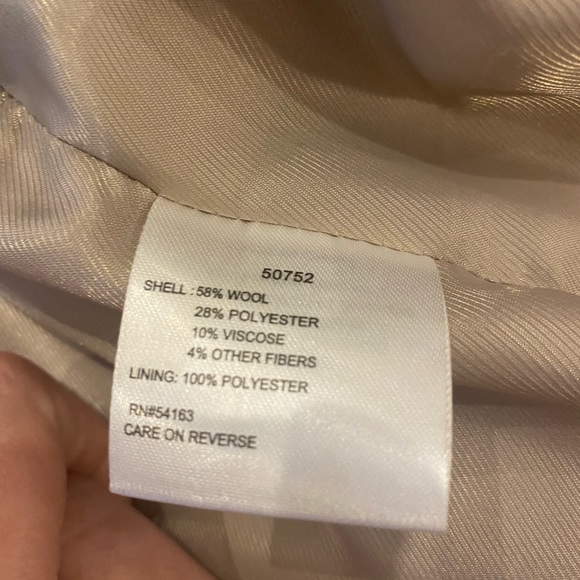 50752
SHELL : 58% WOOL
28% POLYESTER
10% VISCOSE
4% OTHER FIBERS
LINING: 100% POLYESTER
RN#54163
CARE ON REVERSE